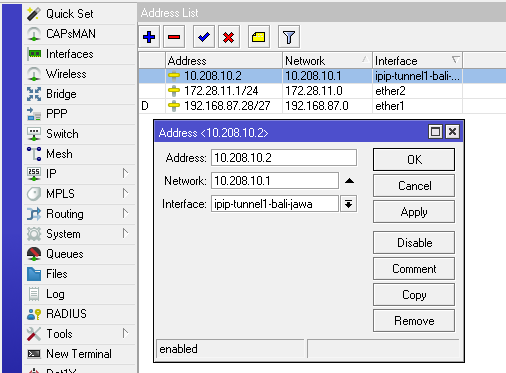 Quick Set
CAPsMAN
Interfaces
Wireless
Bridge
PPP
Switch
Mesh
IP
MPLS
Routing
System
Queues
Files
Log
RADIUS
Tools
New Terminal
Dot1X
Address List
Address Network Interface
10.208.10.2 10.208.10.1 ipip-tunnel1-bali-...
172.28.11.1/24 172.28.11.0 ether2
D 192.168.87.28/27 192.168.87.0 ether1
Address <10.208.10.2>
Address: 10.208.10.2
Network: 10.208.10.1
Interface: ipip-tunnel1-bali-jawa
OK
Cancel
Apply
Disable
Comment
Copy
Remove
enabled